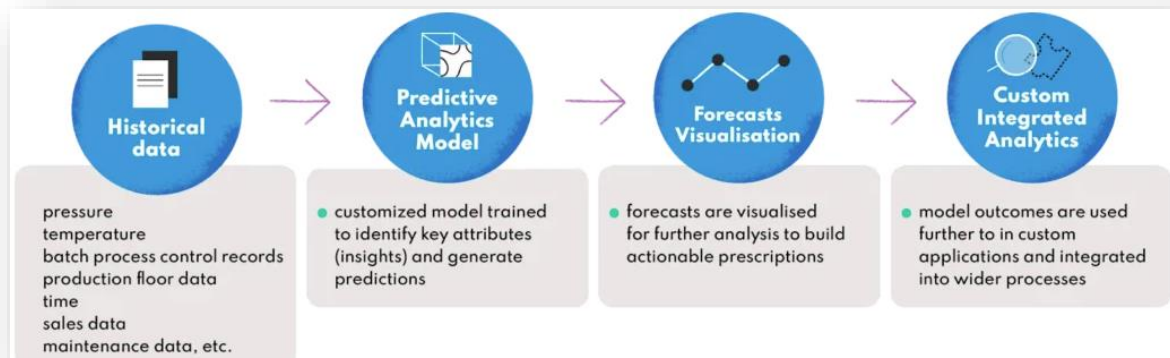 Historical
data
pressure
temperature
batch process control records
production floor data
time
sales data
maintenance data, etc.
Predictive
Analytics
Model
customized model trained
to identify key attributes
(insights) and generate
predictions
Forecasts
Visualisation
forecasts are visualised
for further analysis to build
actionable prescriptions
Custom
Integrated
Analytics
model outcomes are used
further to in custom
applications and integrated
into wider processes